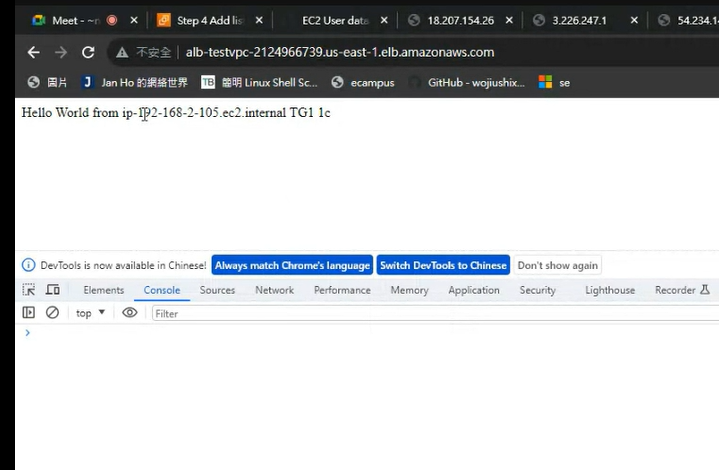 Meet - ~n
Step 4 Add lis
EC2 User data
18.207.154.26
3.226.247.1
54.234.1
不安全 alb-testvpc-2124966739.us-east-1.elb.amazonaws.com
圖片 Jan Ho 的網絡世界 TB 簡明 Linux Shell Sc... ecampus GitHub - wojiushix... se
Hello World from ip-192-168-2-105.ec2.internal TG1 1c
DevTools is now available in Chinese! Always match Chrome's language Switch DevTools to Chinese Don't show again
Elements Console Sources Network Performance Memory Application Security Lighthouse Recorder
top Filter